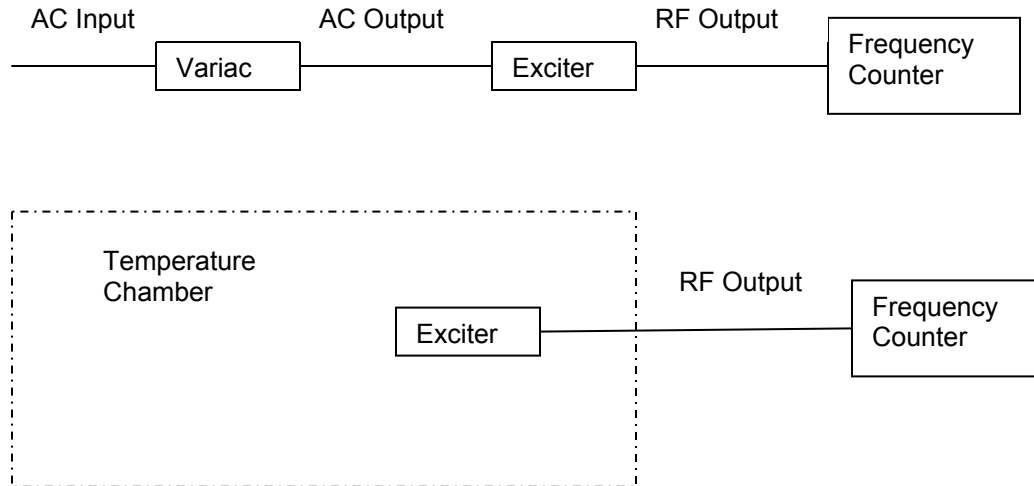 AC Input
AC Output
RF Output
Variac
Exciter
Frequency
Counter
Temperature
Chamber
RF Output
Exciter
Frequency
Counter